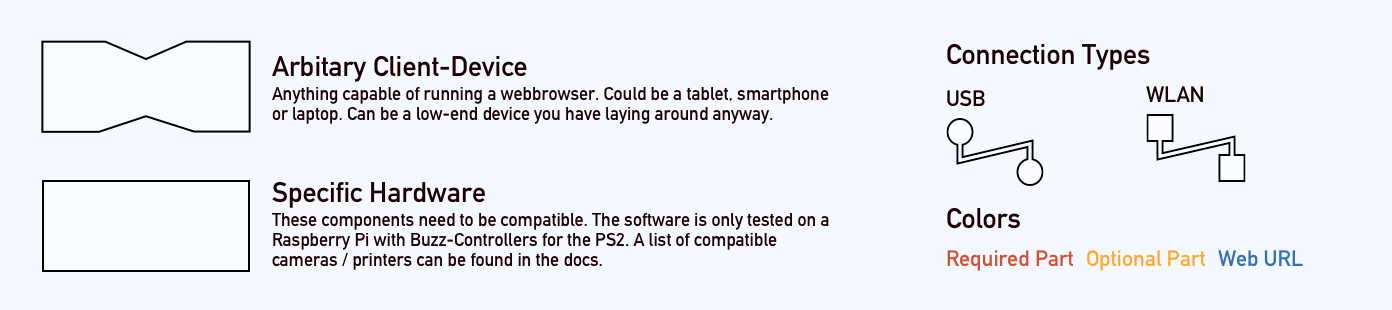 Arbitary Client-Device
Anything capable of running a webbrowser. Could be a tablet, smartphone
or laptop. Can be a low-end device you have laying around anyway.
Specific Hardware
These components need to be compatible. The software is only tested on a
Raspberry Pi with Buzz-Controllers for the PS2. A list of compatible
cameras / printers can be found in the docs.
Connection Types
USB
WLAN
Colors
Required Part Optional Part Web URL